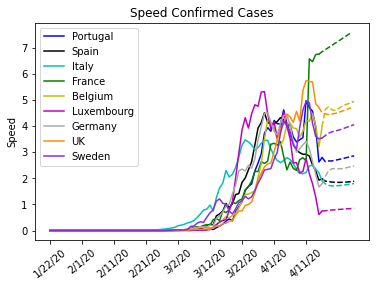 Speed Confirmed Cases
Speed
7
6
5
4
3
2
1
0
Portugal
Spain
Italy
France
Belgium
Luxembourg
Germany
UK
Sweden
1/22/20
2/1/20
2/11/20
2/21/20
3/2/20
3/12/20
3/22/20
4/1/20
4/11/20